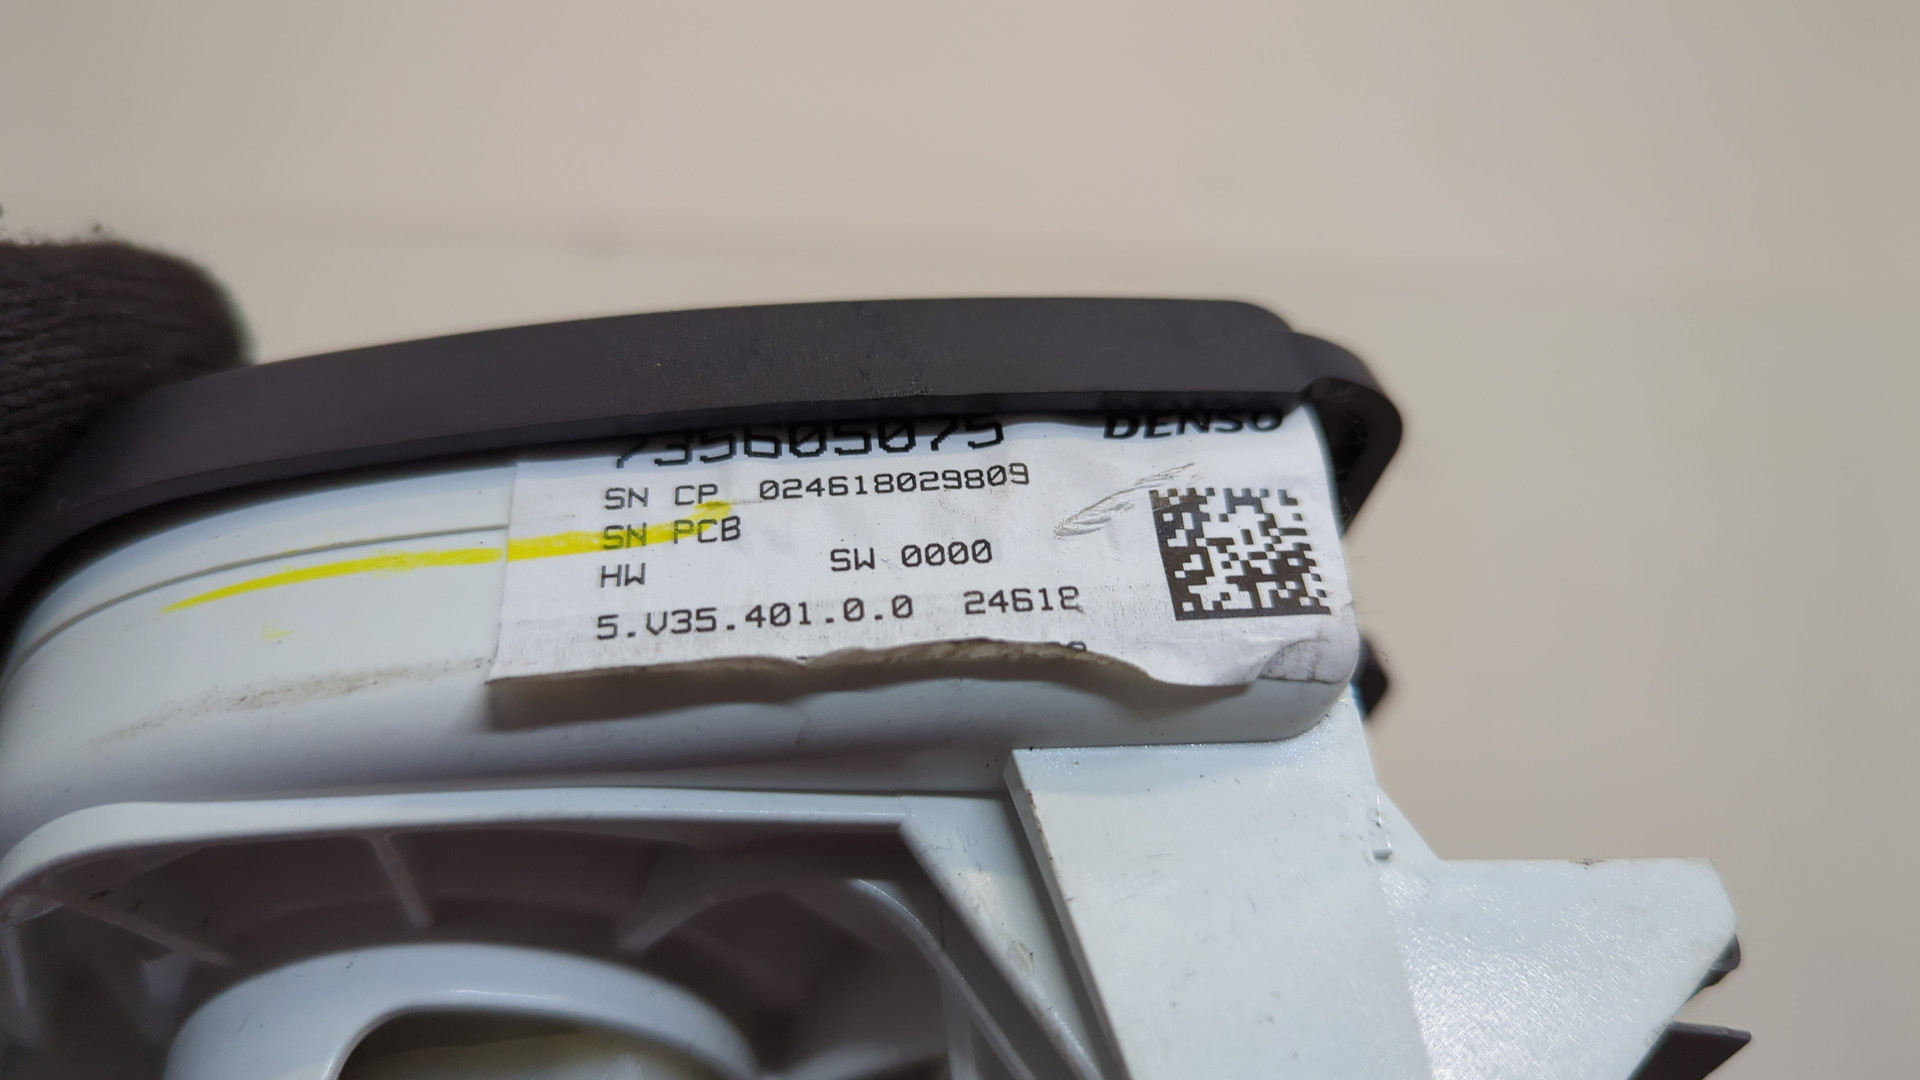 735605075 DENSO
SN CP 024618029809
SN PCB
HW SW 0000
5.V35.401.0.0 24618